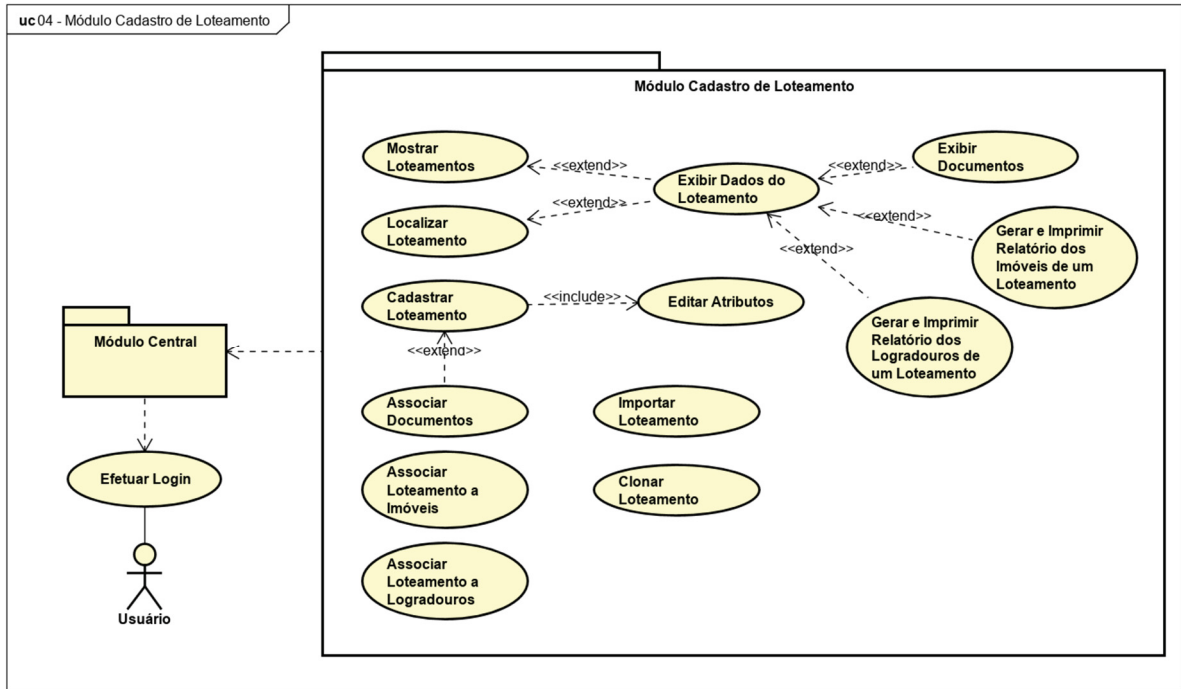 uc 04 - Módulo Cadastro de Loteamento
Módulo Cadastro de Loteamento
Mostrar
Loteamentos
<<extend>>
Exibir Dados do
Loteamento
<<extend>>
Exibir
Documentos
Localizar
Loteamento
<<extend>>
<<extend>>
Gerar e Imprimir
Relatório dos
Imóveis de um
Loteamento
<<extend>>
Cadastrar
Loteamento
<<include>>
Editar Atributos
Gerar e Imprimir
Relatório dos
Logradouros de
um Loteamento
<<extend>>
Módulo Central
Associar
Documentos
Importar
Loteamento
Efetuar Login
Associar
Loteamento a
Imóveis
Clonar
Loteamento
Associar
Loteamento a
Logradouros
Usuário